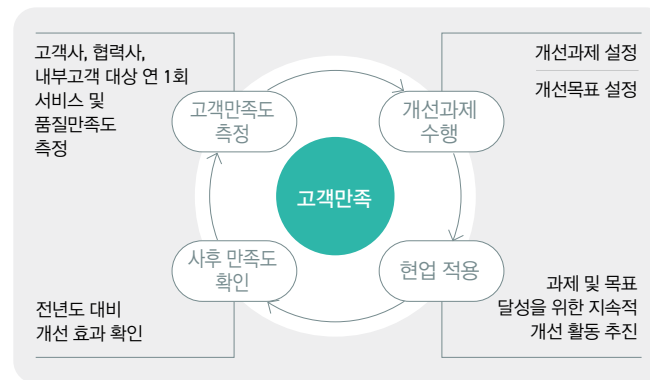 고객사, 협력사,
내부고객 대상 연 1회
서비스 및
품질만족도
측정
고객만족도
측정
개선과제 설정
개선목표 설정
개선과제
수행
고객만족
현업 적용
과제 및 목표
달성을 위한 지속적
개선 활동 추진
사후 만족도
확인
전년도 대비
개선 효과 확인